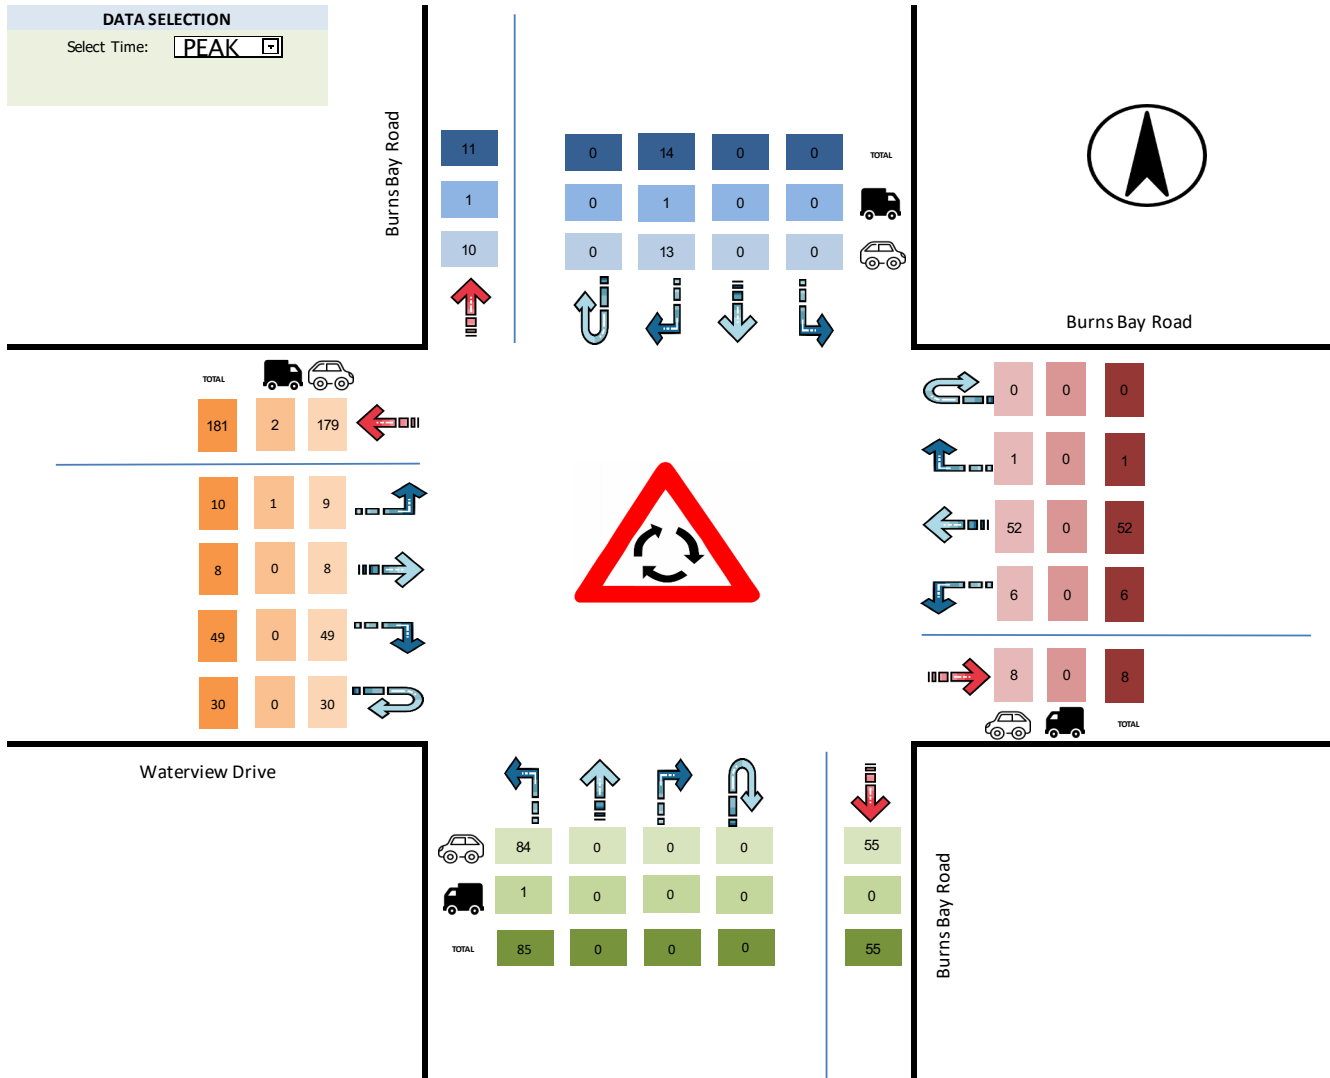 DATA SELECTION
Select Time: PEAK
Burns Bay Road
11
0 14 0 0 TOTAL
1
0 1 0 0
10
0 13 0 0
Burns Bay Road
TOTAL
181 2 179
10 1 9
8 0 8
49 0 49
30 0 30
0 0 0
1 0 1
52 0 52
6 0 6
8 0 8
TOTAL
Waterview Drive
84 0 0 0 55
1 0 0 0 0
TOTAL 85 0 0 0 55
Burns Bay Road